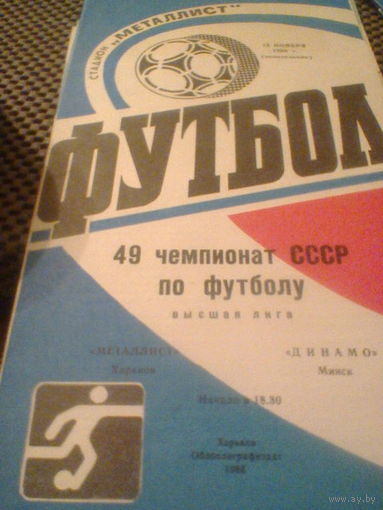 СТАДИОН „МЕТАЛЛИСТ"
ФУТБОЛ
49 чемпионат СССР
по футболу
высшая лига
«МЕТАЛЛИСТ»
Харьков
«ДИНАМО»
Минск
Начало в 18.30
Харьков
www.ay.by